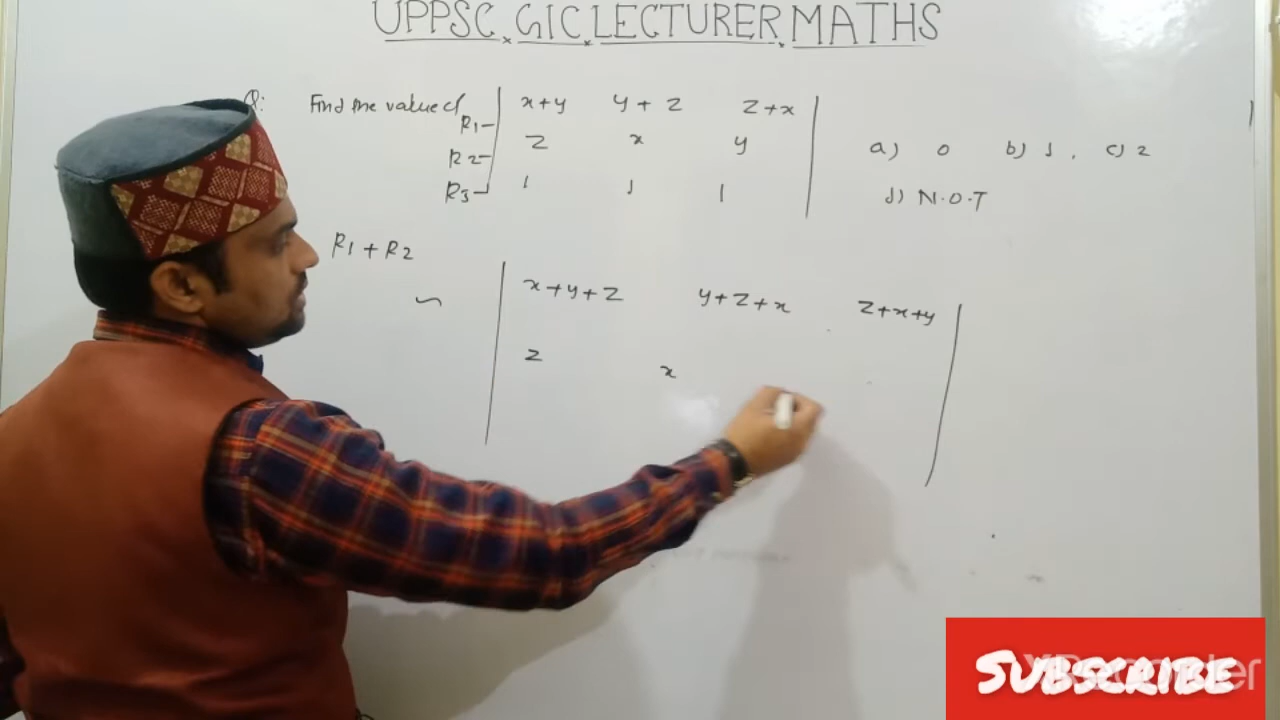 UPPSC GIC LECTURER MATHS
Q: Find the value of x+y y+z z+x
R1
R2 z x y a) 0 b) 1, c) 2
R3 1 1 1 d) N.O.T
R1 + R2
~ x+y+z y+z+x z+x+y
z x
SUBSCRIBE